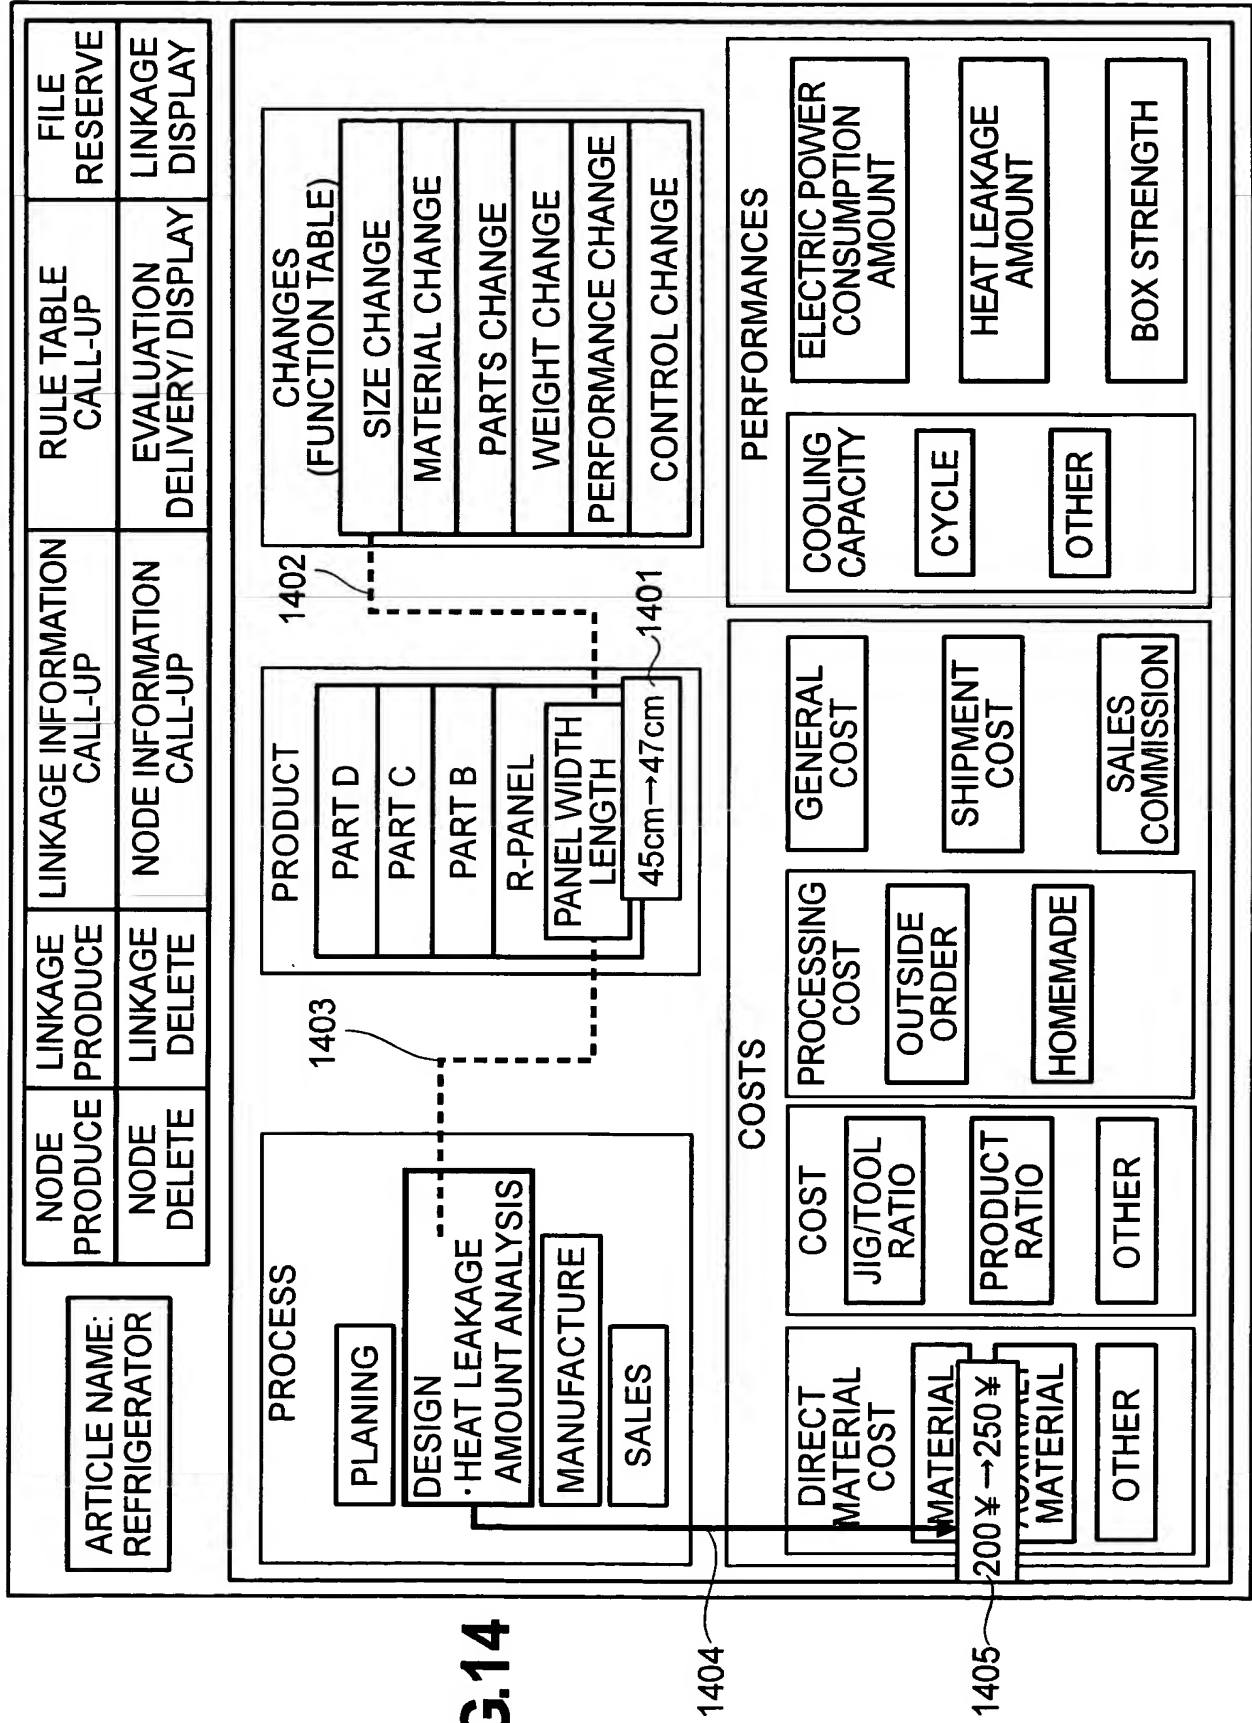 ARTICLE NAME:
REFRIGERATOR
NODE
PRODUCE
LINKAGE
PRODUCE
LINKAGE INFORMATION
CALL-UP
RULE TABLE
CALL-UP
FILE
RESERVE
NODE
DELETE
LINKAGE
DELETE
NODE INFORMATION
CALL-UP
EVALUATION
DELIVERY/ DISPLAY
LINKAGE
DISPLAY
PROCESS
PLANING
DESIGN
·HEAT LEAKAGE
AMOUNT ANALYSIS
MANUFACTURE
SALES
1403
PRODUCT
PART D
PART C
PART B
R-PANEL
PANEL WIDTH
LENGTH
45cm→47cm
1401
1402
CHANGES
(FUNCTION TABLE)
SIZE CHANGE
MATERIAL CHANGE
PARTS CHANGE
WEIGHT CHANGE
PERFORMANCE CHANGE
CONTROL CHANGE
1404
1405
COSTS
DIRECT
MATERIAL
COST
MATERIAL
200¥→250¥
MATERIAL
OTHER
COST
JIG/TOOL
RATIO
PRODUCT
RATIO
OTHER
PROCESSING
COST
OUTSIDE
ORDER
HOMEMADE
GENERAL
COST
SHIPMENT
COST
SALES
COMMISSION
PERFORMANCES
COOLING
CAPACITY
CYCLE
OTHER
ELECTRIC POWER
CONSUMPTION
AMOUNT
HEAT LEAKAGE
AMOUNT
BOX STRENGTH
G.14